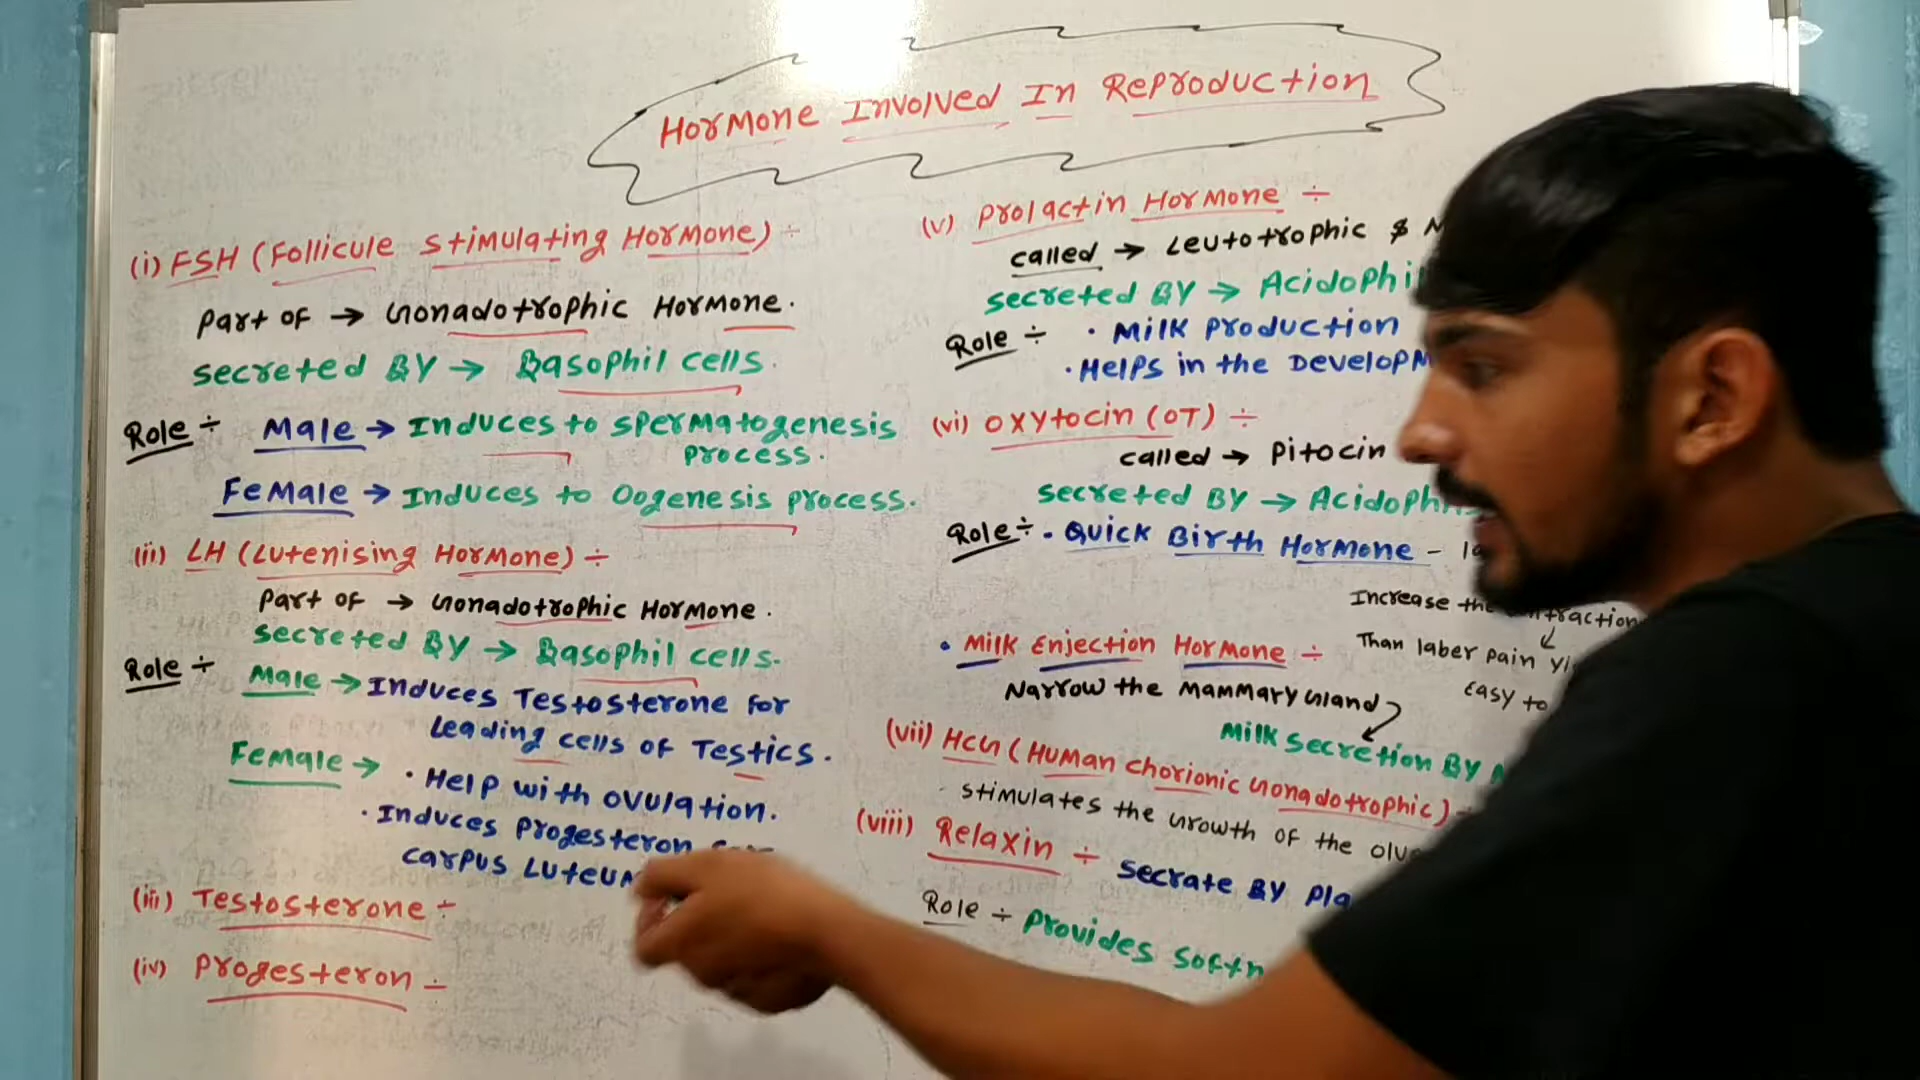 Hormone Involved In Reproduction
(i) FSH (Follicule stimulating Hormone) ÷
Part of → Gonadotrophic Hormone.
secreted By → Basophil cells.
Role ÷ Male → Induces to spermatogenesis
process.
Female → Induces to Oogenesis process.
(ii) LH (Lutenising Hormone) ÷
Part of → Gonadotrophic Hormone.
secreted By → Basophil cells.
Role ÷ Male → Induces Testosterone for
Leading cells of Testics.
Female → • Help with ovulation.
• Induces Progesteron
carpus Luteum
(iii) Testosterone ÷
(iv) Progesteron ÷
(v) Prolactin Hormone ÷
called → Leutotrophic &
secreted By →
Role ÷ • Milk production
• Helps in the
(vi) Oxytocin (OT) ÷
called → Pitocin
secreted By →
Role ÷ • Quick Birth Hormone -
Increase the
Than laber pain
easy to
• Milk Enjection Hormone ÷
Narrow the mammary Gland
Milk secretion By
(vii) HCG (Human chorionic Gonadotrophic) ÷
stimulates the Growth of the
(viii) Relaxin ÷ secrate By
Role ÷ Provides